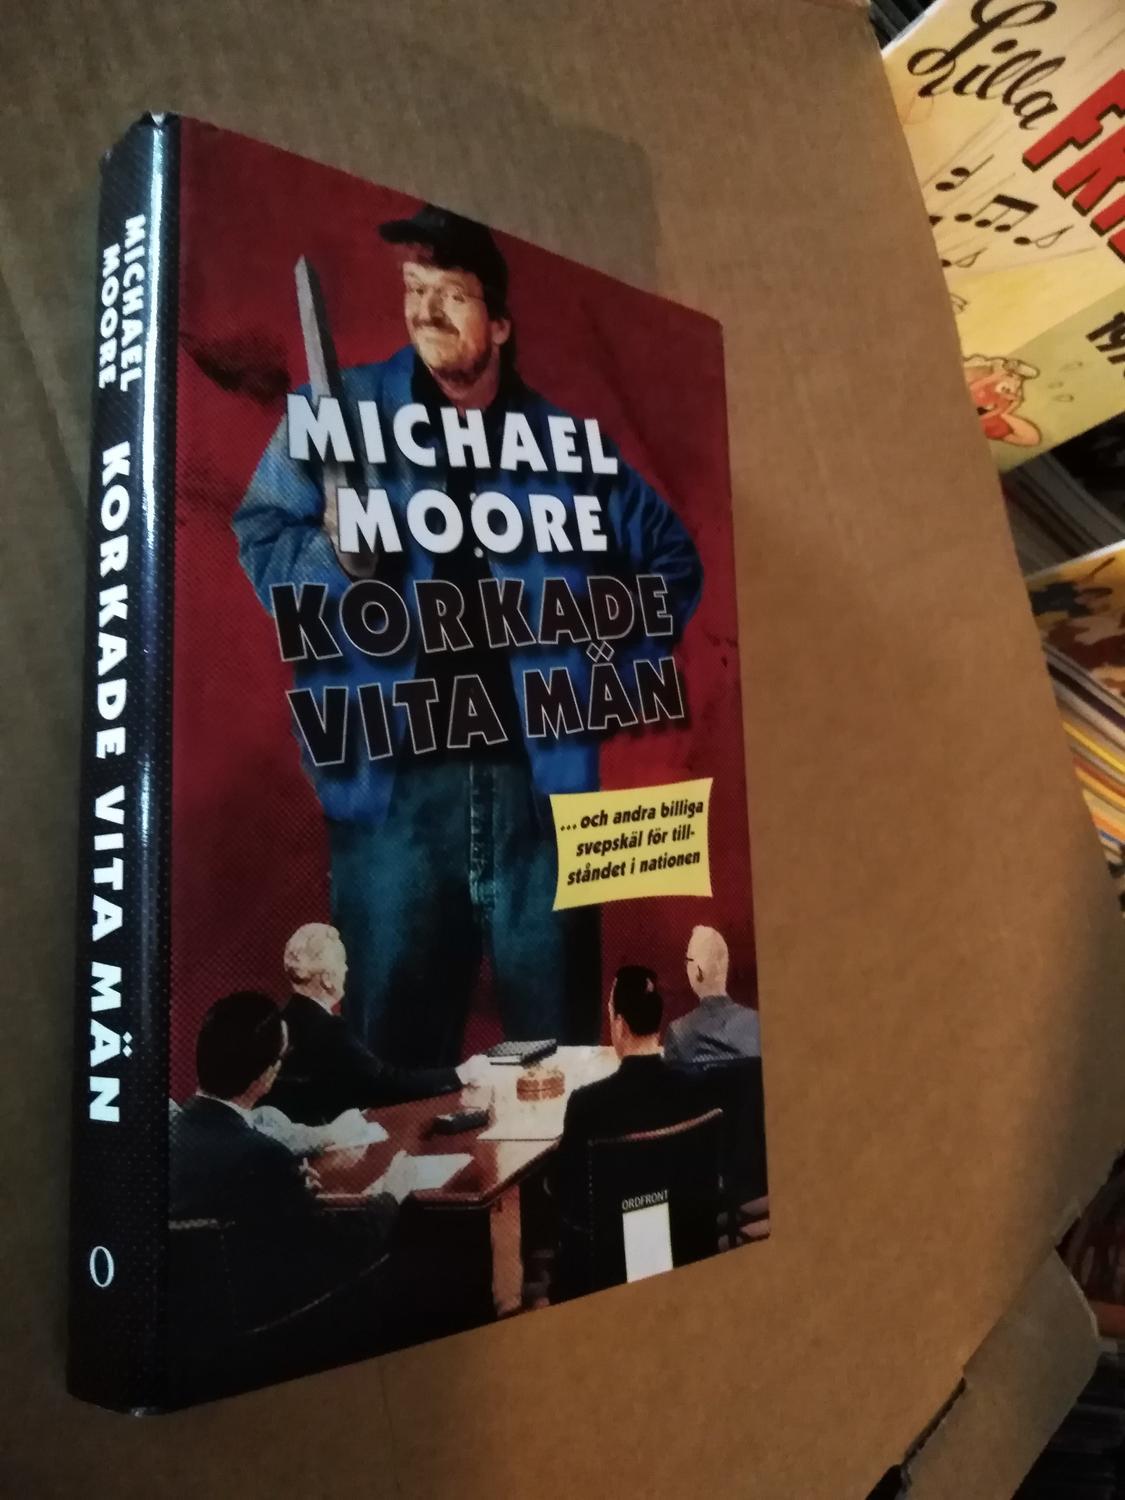 MICHAEL
MOORE
KORKADE VITA MÄN
O
MICHAEL
MOORE
KORKADE
VITA MÄN
...och andra billiga
svepskäl för till-
ståndet i nationen
ORDFRONT
Lilla